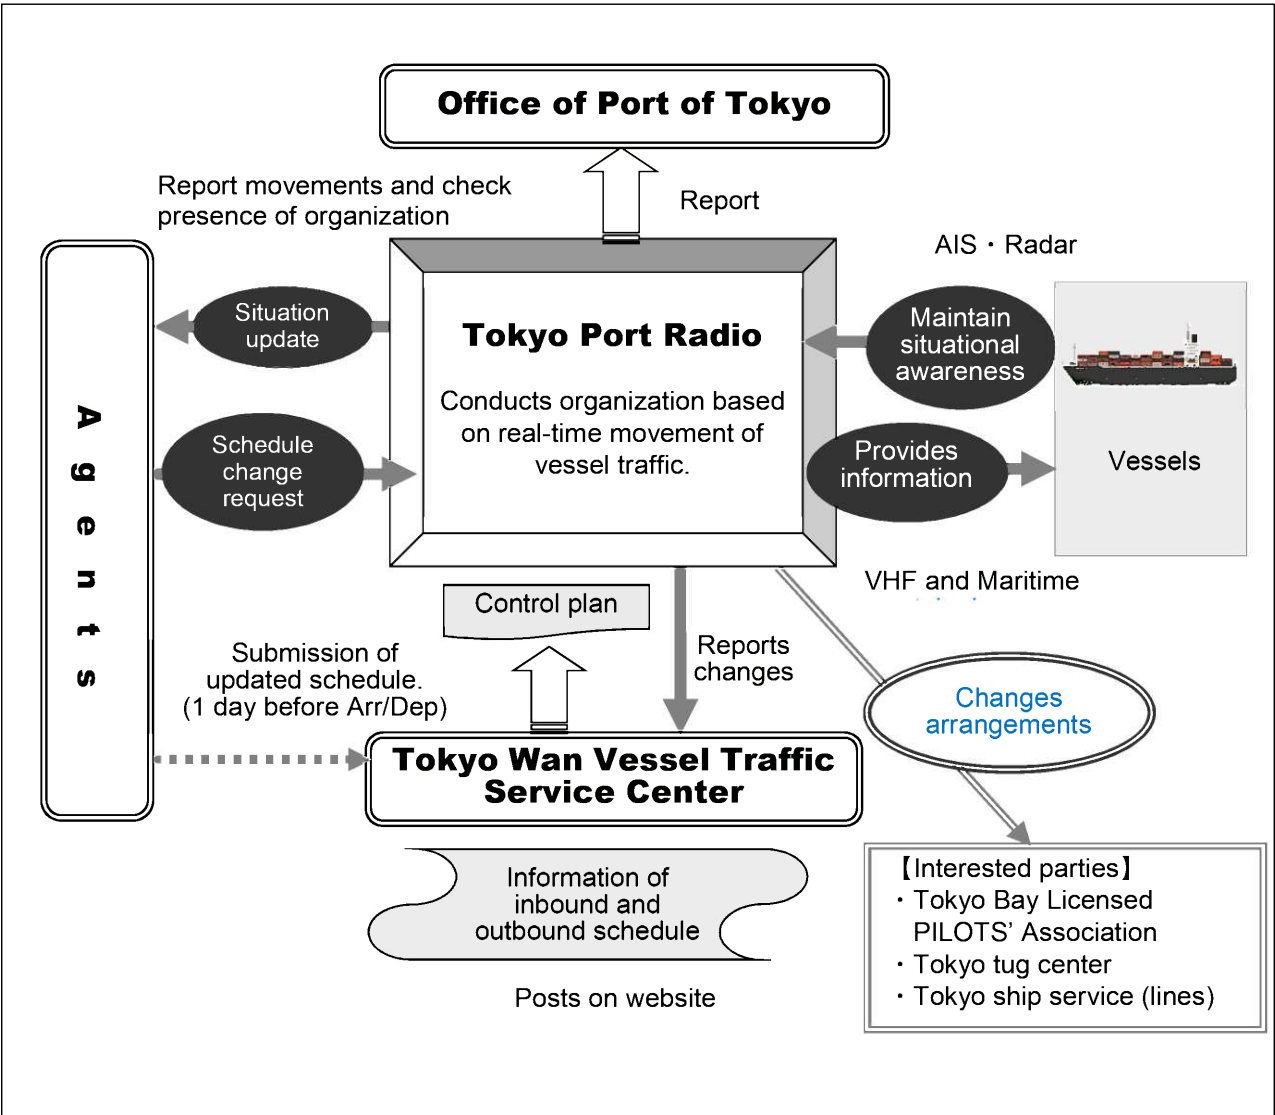 Office of Port of Tokyo
Report movements and check
presence of organization
Report
AIS・Radar
Situation
update
Tokyo Port Radio
Conducts organization based
on real-time movement of
vessel traffic.
Maintain
situational
awareness
Schedule
change
request
Provides
information
Vessels
Agents
VHF and Maritime
Control plan
Reports
changes
Submission of
updated schedule.
(1 day before Arr/Dep)
Changes
arrangements
Tokyo Wan Vessel Traffic
Service Center
Information of
inbound and
outbound schedule
Posts on website
【Interested parties】
・Tokyo Bay Licensed
PILOTS’ Association
・Tokyo tug center
・Tokyo ship service (lines)